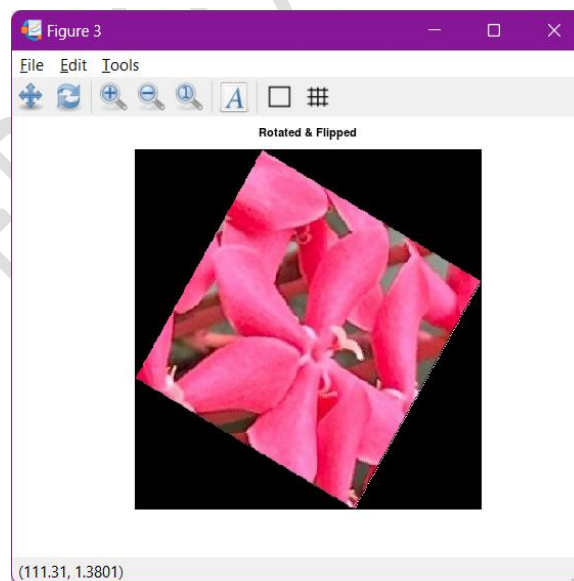 Figure 3
File Edit Tools
A
Rotated & Flipped
(111.31, 1.3801)